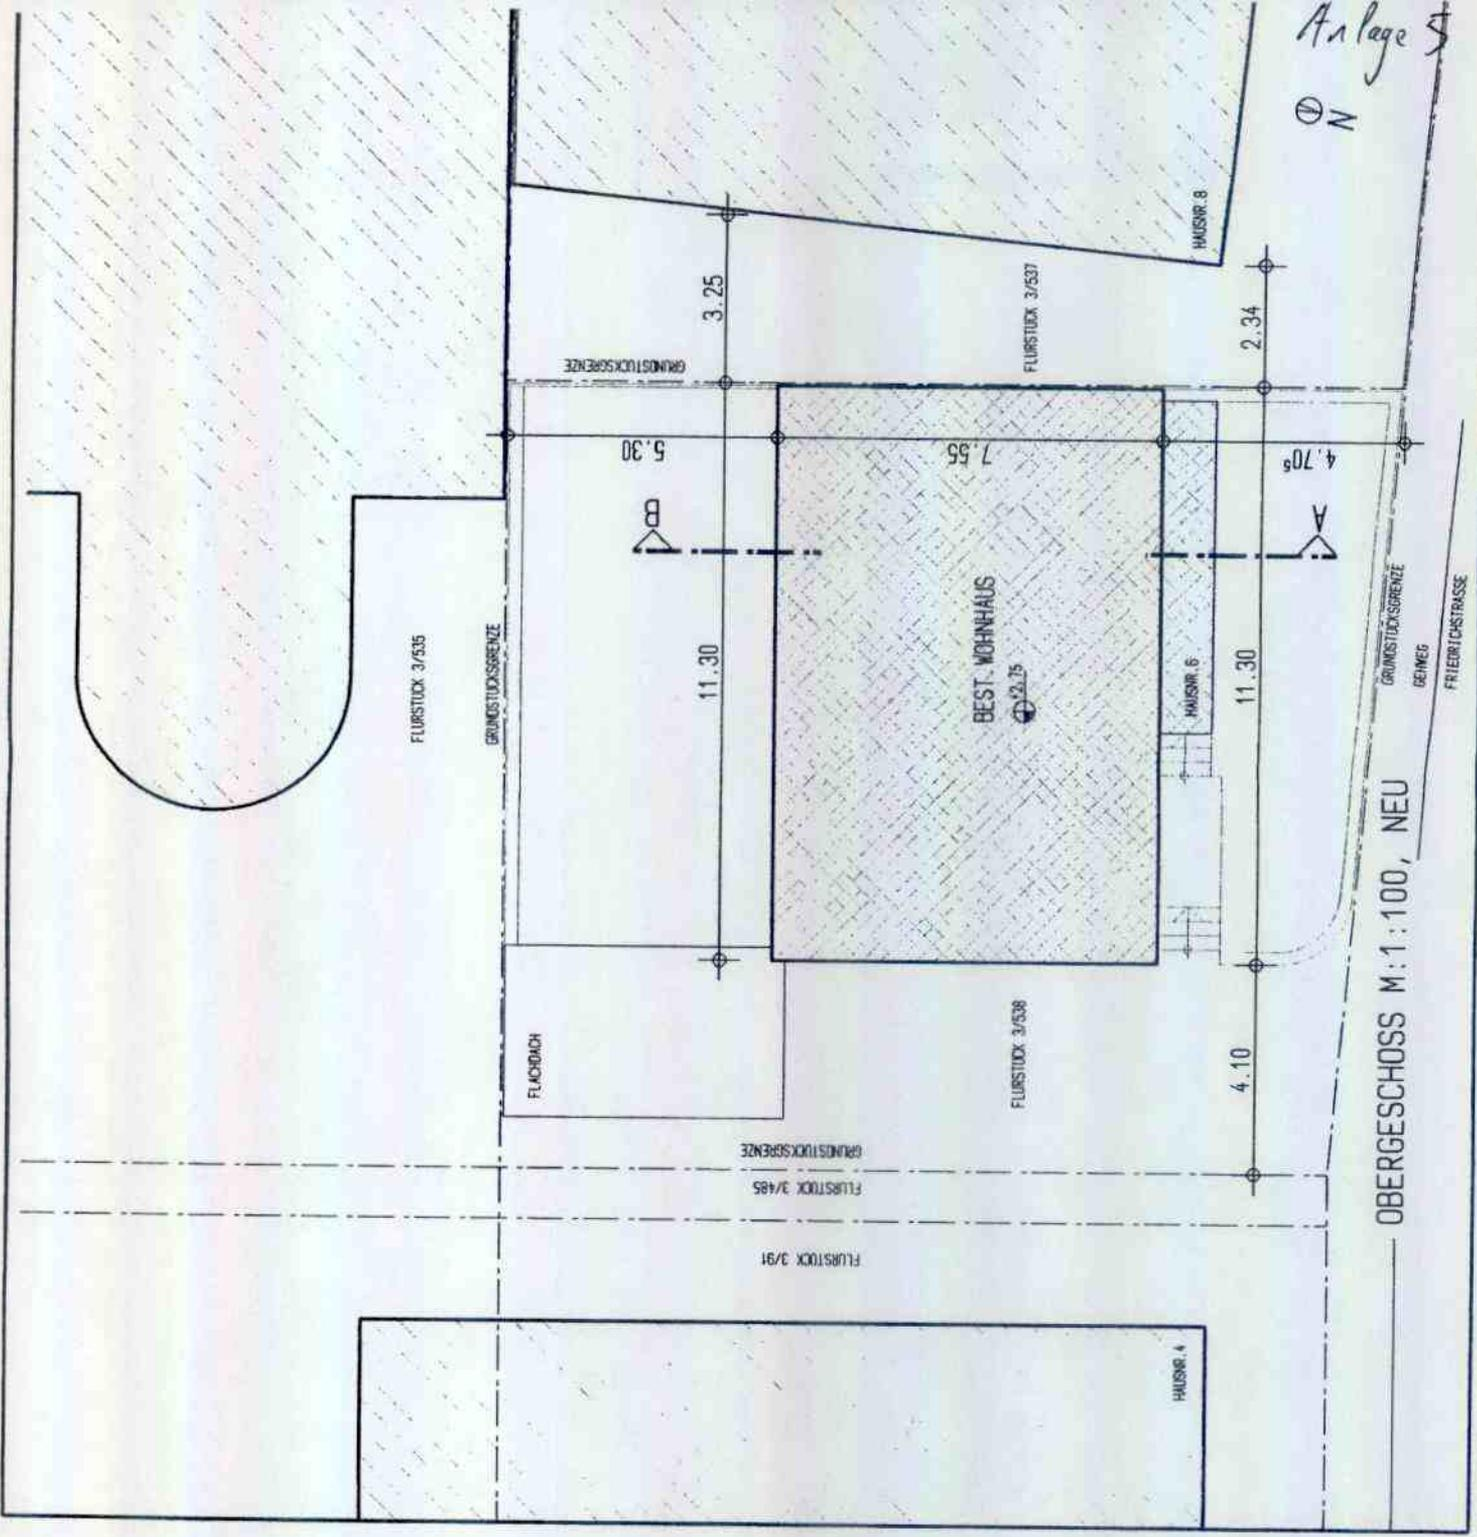 Anlage 5
N
HAUSNR. 8
3.25
FLURSTÜCK 3/537
2.34
GRUNDSTÜCKSGRENZE
5.30
7.55
4.70⁵
B
A
FLURSTÜCK 3/535
GRUNDSTÜCKSGRENZE
11.30
BEST. WOHNHAUS
+2.75
HAUSNR. 6
11.30
GRUNDSTÜCKSGRENZE
GEHWEG
FRIEDRICHSTRASSE
FLACHDACH
FLURSTÜCK 3/538
4.10
GRUNDSTÜCKSGRENZE
FLURSTÜCK 3/485
FLURSTÜCK 3/91
HAUSNR. 4
OBERGESCHOSS M:1:100, NEU